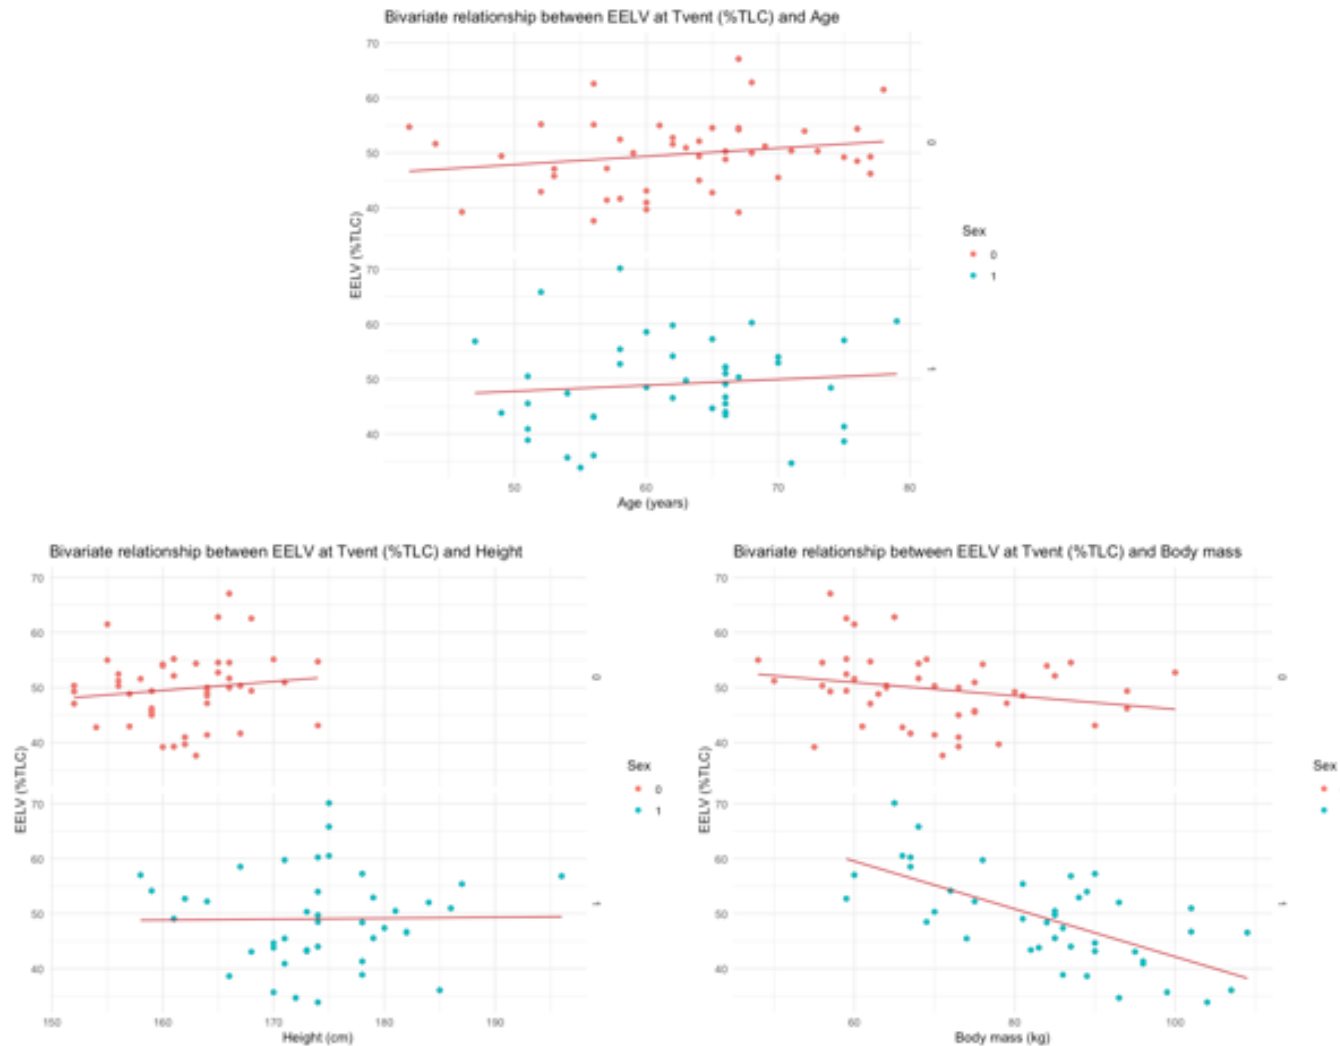 Bivariate relationship between EELV at Tvent (%TLC) and Age
70
60
50
40
0
70
60
50
40
1
EELV (%TLC)
50 60 70 80
Age (years)
Sex
0
1
Bivariate relationship between EELV at Tvent (%TLC) and Height
70
60
50
40
0
70
60
50
40
1
EELV (%TLC)
150 160 170 180 190
Height (cm)
Sex
0
1
Bivariate relationship between EELV at Tvent (%TLC) and Body mass
70
60
50
40
0
70
60
50
40
1
EELV (%TLC)
60 80 100
Body mass (kg)
Sex